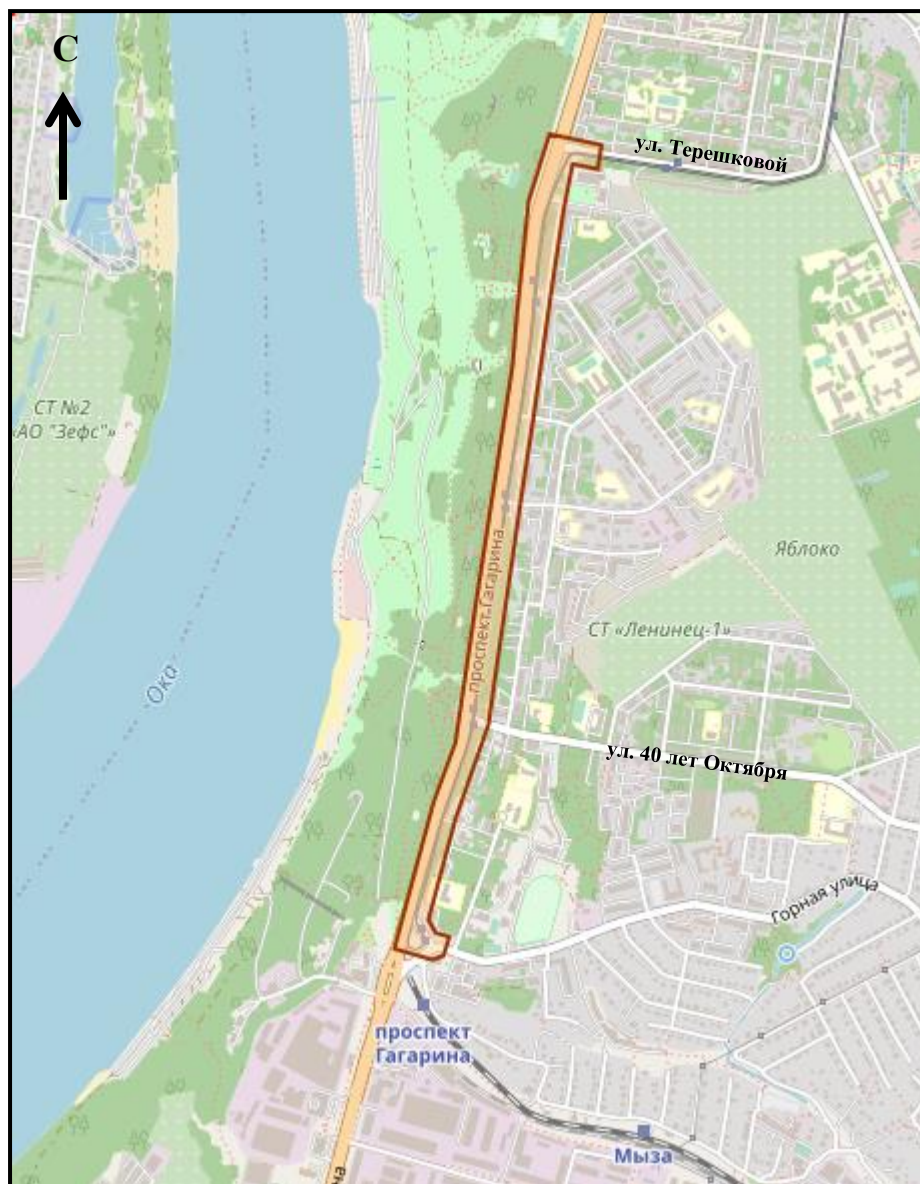 С
ул. Терешковой
СТ №2
«АО "Зефс"»
Яблоко
проспект Гагарина
СТ «Ленинец-1»
Ока
ул. 40 лет Октября
Горная улица
проспект
Гагарина
Мыза
на